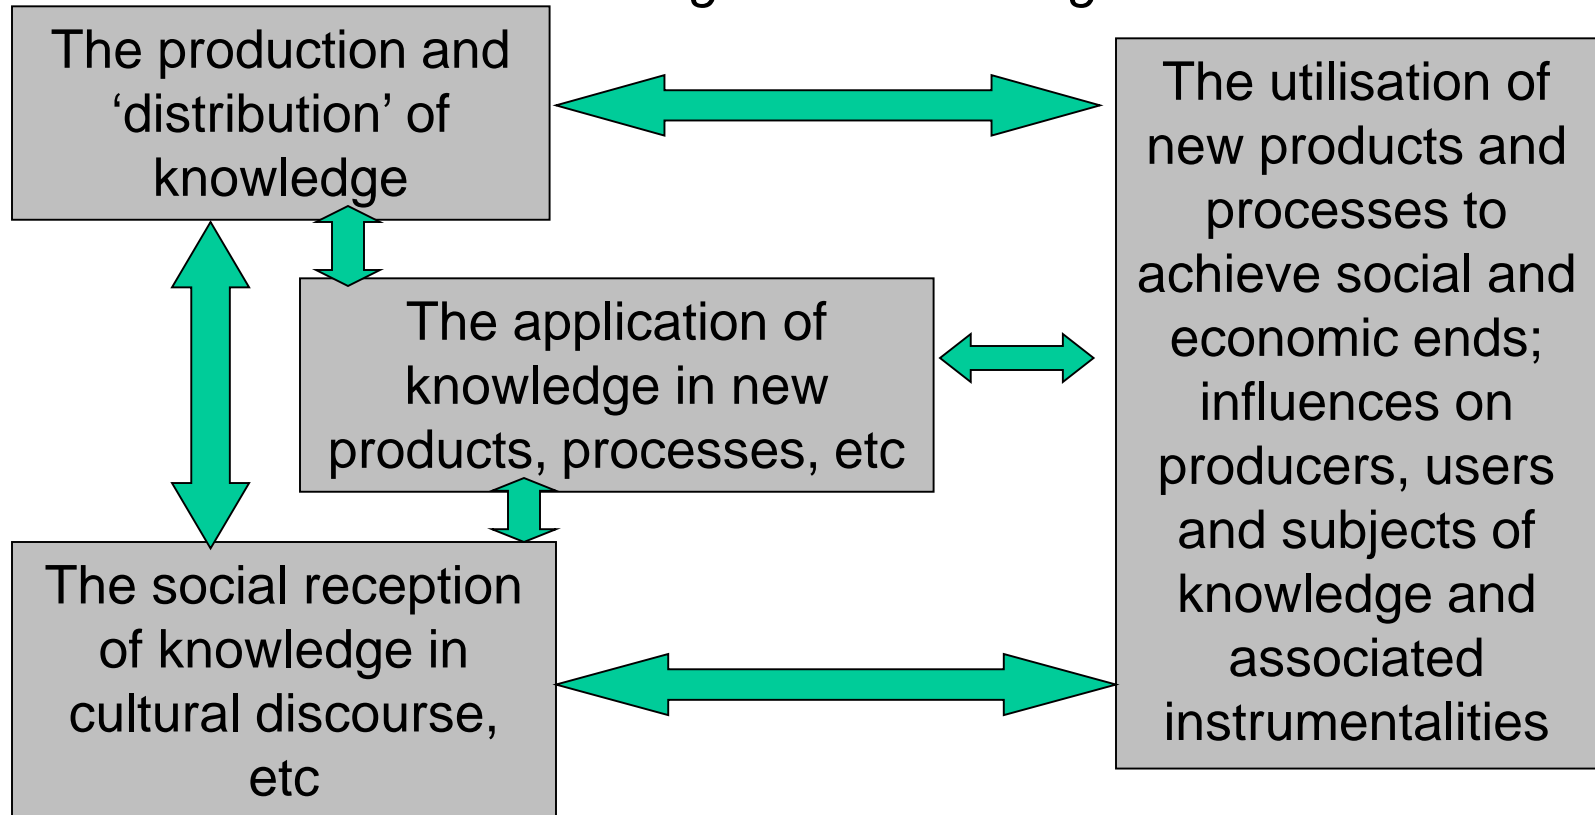 The production and
‘distribution’ of
knowledge
The application of
knowledge in new
products, processes, etc
The social reception
of knowledge in
cultural discourse,
etc
The utilisation of
new products and
processes to
achieve social and
economic ends;
influences on
producers, users
and subjects of
knowledge and
associated
instrumentalities